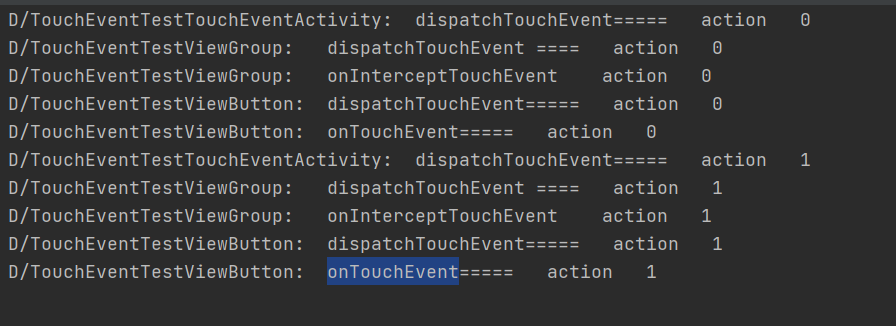 D/TouchEventTestTouchEventActivity:  dispatchTouchEvent=====   action   0
D/TouchEventTestViewGroup:   dispatchTouchEvent ====   action   0
D/TouchEventTestViewGroup:   onInterceptTouchEvent    action   0
D/TouchEventTestViewButton:  dispatchTouchEvent=====   action   0
D/TouchEventTestViewButton:  onTouchEvent=====   action   0
D/TouchEventTestTouchEventActivity:  dispatchTouchEvent=====   action   1
D/TouchEventTestViewGroup:   dispatchTouchEvent ====   action   1
D/TouchEventTestViewGroup:   onInterceptTouchEvent    action   1
D/TouchEventTestViewButton:  dispatchTouchEvent=====   action   1
D/TouchEventTestViewButton:  onTouchEvent=====   action   1